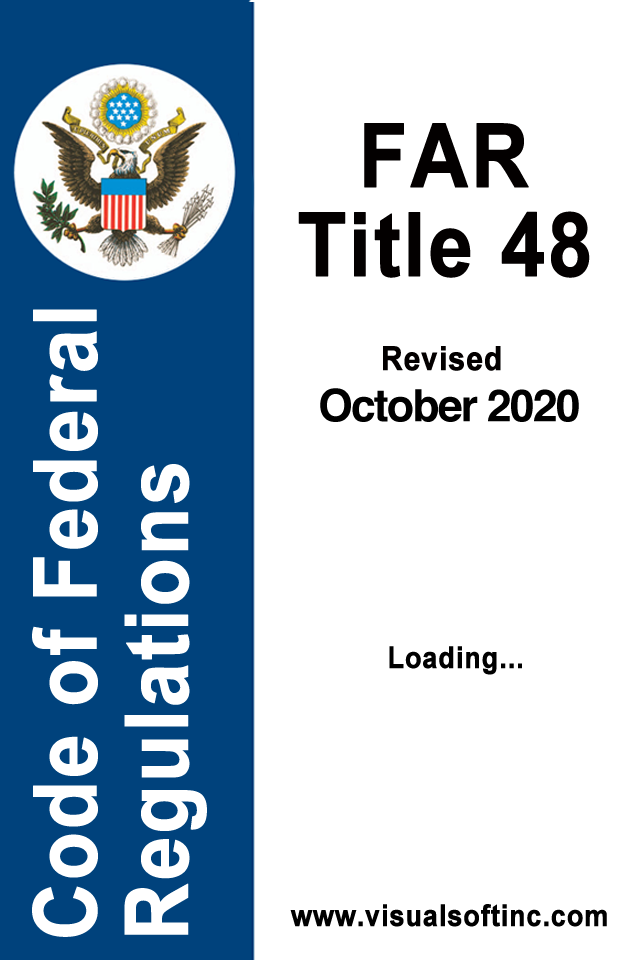 Code of Federal
Regulations
FAR
Title 48
Revised
October 2020
Loading...
www.visualsoftinc.com